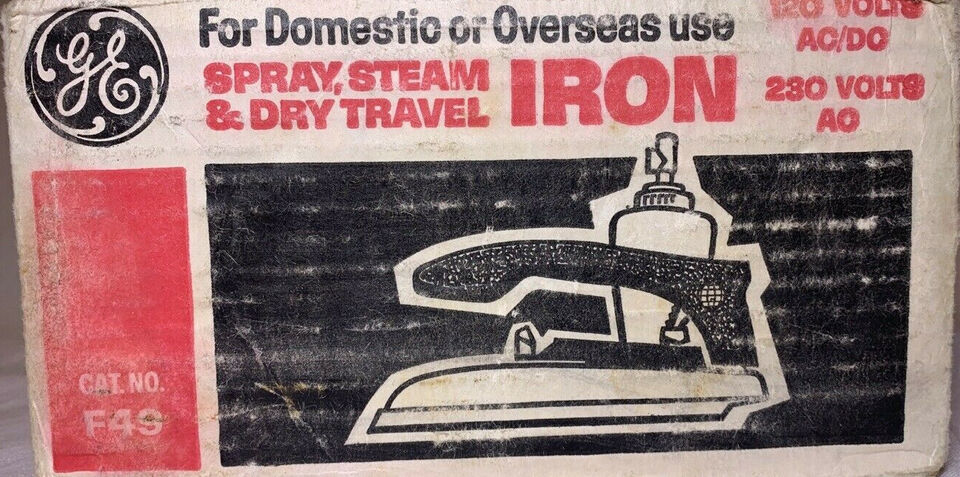 GE
For Domestic or Overseas use
SPRAY, STEAM
& DRY TRAVEL
IRON
120 VOLTS
AC/DC
230 VOLTS
AC
CAT. NO.
F49